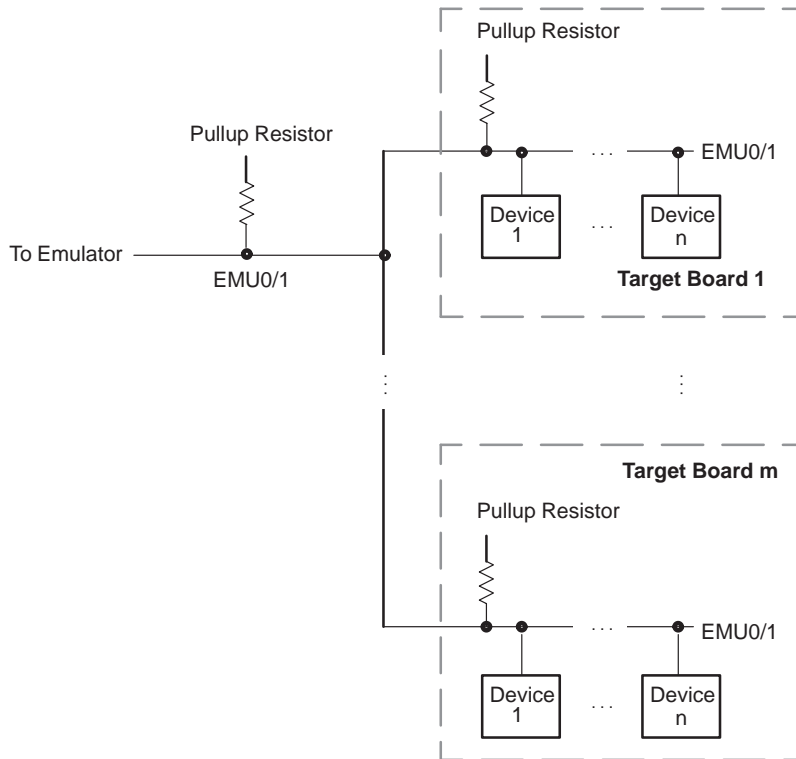 Pullup Resistor
Pullup Resistor
To Emulator
EMU0/1
. . .
EMU0/1
Device
1
. . .
Device
n
Target Board 1
. . .
. . .
Target Board m
Pullup Resistor
. . .
EMU0/1
Device
1
. . .
Device
n